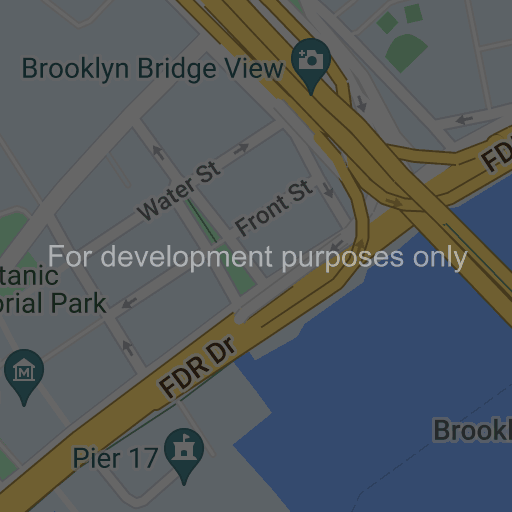 Brooklyn Bridge View
FD
Water St
Front St
For development purposes only
tanic
orial Park
FDR Dr
Brookl
Pier 17